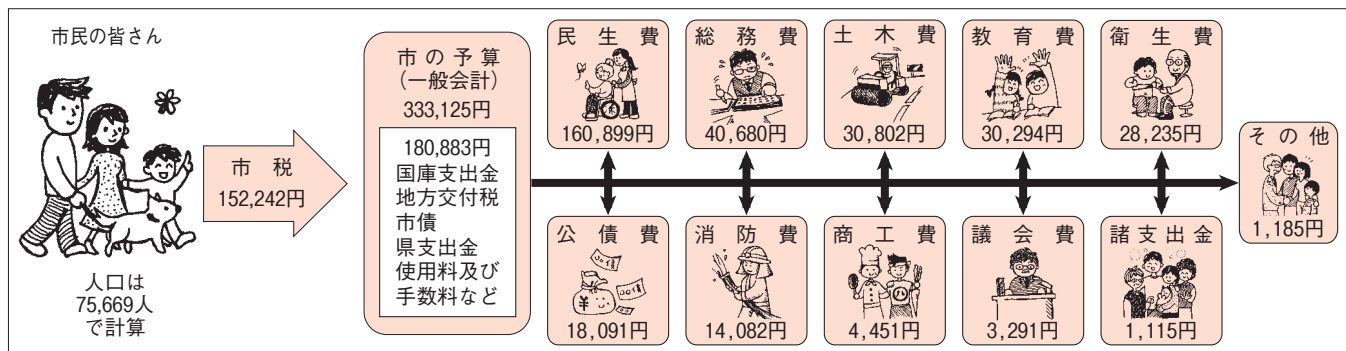 市民の皆さん
人口は
75,669人
で計算
市税
152,242円
市の予算
(一般会計)
333,125円
180,883円
国庫支出金
地方交付税
市債
県支出金
使用料及び
手数料など
民生費
160,899円
総務費
40,680円
土木費
30,802円
教育費
30,294円
衛生費
28,235円
公債費
18,091円
消防費
14,082円
商工費
4,451円
議会費
3,291円
諸支出金
1,115円
その他
1,185円